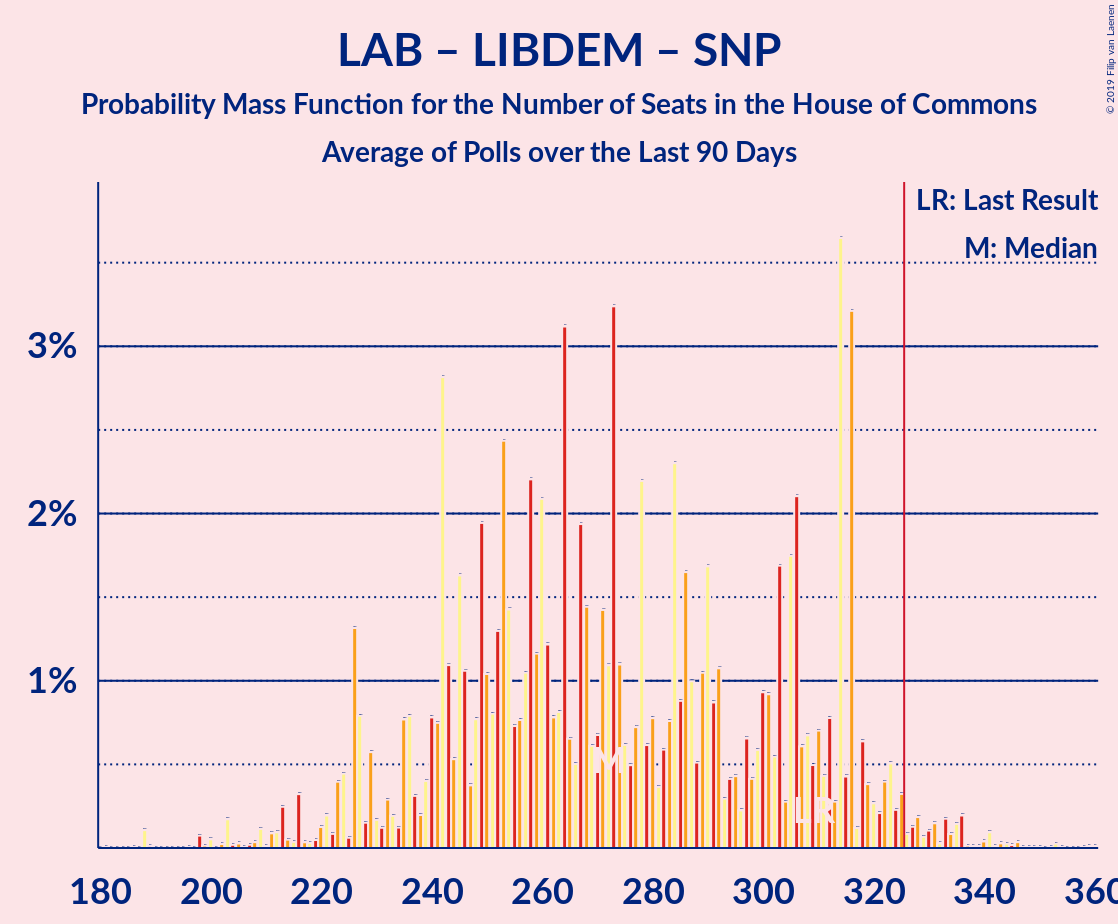 LAB – LIBDEM – SNP
Probability Mass Function for the Number of Seats in the House of Commons
Average of Polls over the Last 90 Days
© 2019 Filip van Laenen
LR: Last Result
M: Median
3%
2%
1%
M
LR
180 200 220 240 260 280 300 320 340 360